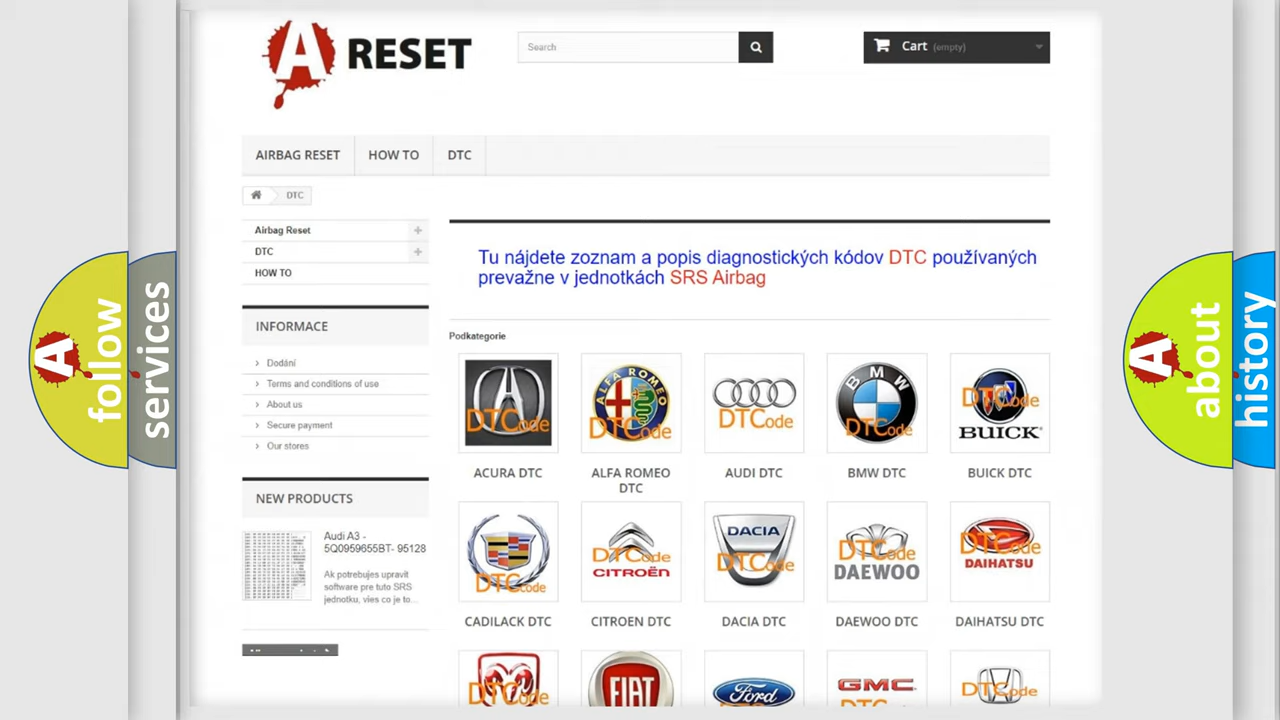 A RESET
Search
Cart (empty)
AIRBAG RESET
HOW TO
DTC
DTC
Airbag Reset
DTC
HOW TO
Tu nájdete zoznam a popis diagnostických kódov DTC používaných
prevažne v jednotkách SRS Airbag
INFORMACE
Dodání
Terms and conditions of use
About us
Secure payment
Our stores
NEW PRODUCTS
Audi A3 -
5Q0959655BT- 95128
Ak potrebujes upravit
software pre tuto SRS
jednotku, vies co je to...
Podkategorie
DTCode
ALFA ROMEO
DTCode
DTCode
BMW
DTCode
DTCode
BUICK
ACURA DTC
ALFA ROMEO
DTC
AUDI DTC
BMW DTC
BUICK DTC
DTCode
DTCode
CITROËN
DACIA
DTCode
DTCode
DAEWOO
DTCode
DAIHATSU
CADILACK DTC
CITROEN DTC
DACIA DTC
DAEWOO DTC
DAIHATSU DTC
DTCode
FIAT
Ford
GMC
DTCode
A follow
services
A about
history